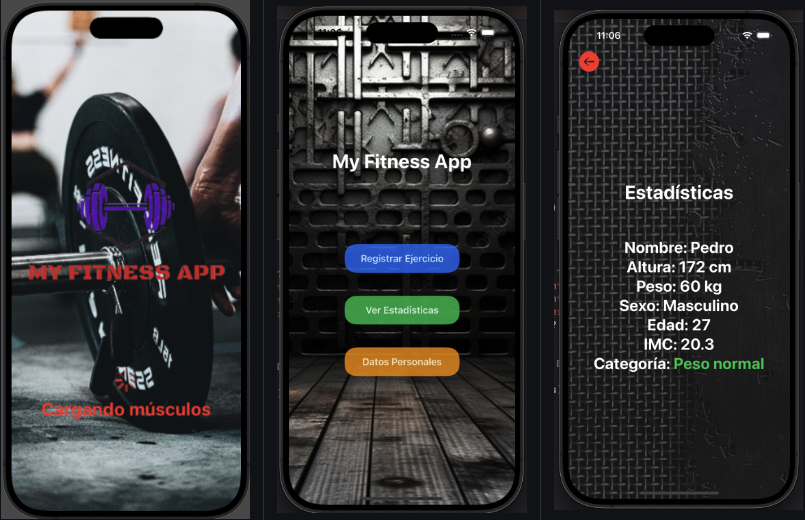 MY FITNESS APP
Cargando músculos
My Fitness App
Registrar Ejercicio
Ver Estadísticas
Datos Personales
11:06
Estadísticas
Nombre: Pedro
Altura: 172 cm
Peso: 60 kg
Sexo: Masculino
Edad: 27
IMC: 20.3
Categoría: Peso normal